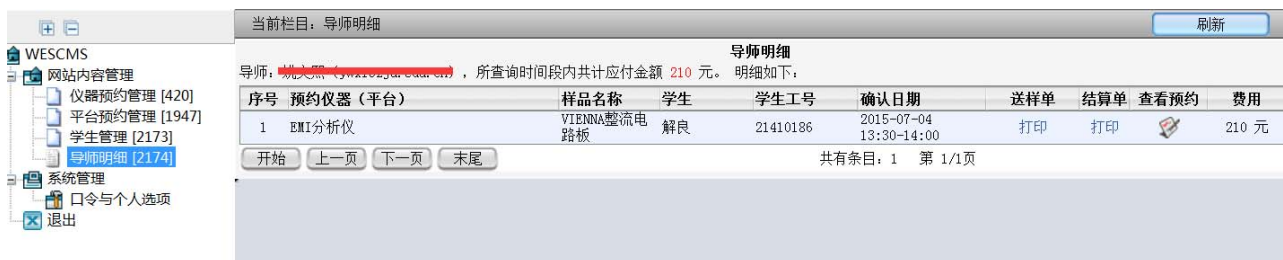 当前栏目：导师明细
刷新
WESCMS
网站内容管理
仪器预约管理 [420]
平台预约管理 [1947]
学生管理 [2173]
导师明细 [2174]
系统管理
口令与个人选项
退出
导师明细
导师： ，所查询时间段内共计应付金额 210 元。 明细如下：
序号 预约仪器（平台） 样品名称 学生 学生工号 确认日期 送样单 结算单 查看预约 费用
1 EMI分析仪 VIENNA整流电路板 解良 21410186 2015-07-04 13:30-14:00 打印 打印 210 元
开始 上一页 下一页 末尾 共有条目：1 第 1/1页